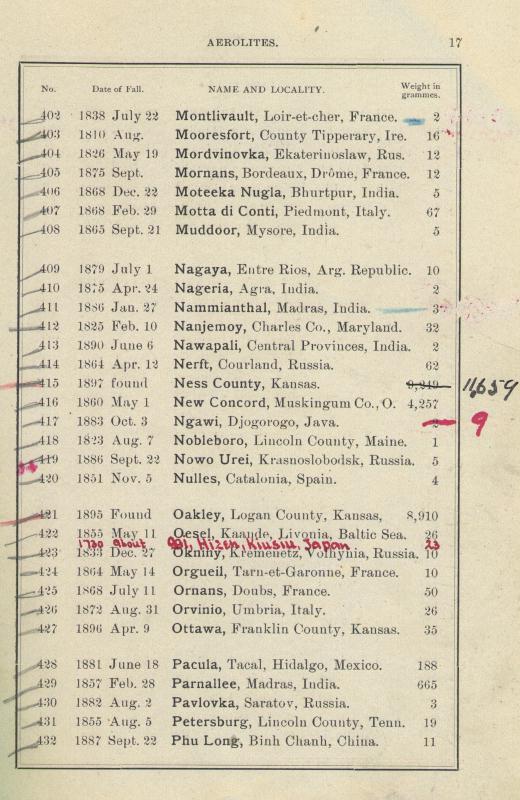 AEROLITES. 17
No. Date of Fall. NAME AND LOCALITY. Weight in grammes.
402 1838 July 22 Montlivault, Loir-et-cher, France. 2
403 1810 Aug. Mooresfort, County Tipperary, Ire. 16
404 1826 May 19 Mordvinovka, Ekaterinoslaw, Rus. 12
405 1875 Sept. Mornans, Bordeaux, Drôme, France. 12
406 1868 Dec. 22 Moteeka Nugla, Bhurtpur, India. 5
407 1868 Feb. 29 Motta di Conti, Piedmont, Italy. 67
408 1865 Sept. 21 Muddoor, Mysore, India. 5
409 1879 July 1 Nagaya, Entre Rios, Arg. Republic. 10
410 1875 Apr. 24 Nageria, Agra, India. 2
411 1886 Jan. 27 Nammianthal, Madras, India. 3
412 1825 Feb. 10 Nanjemoy, Charles Co., Maryland. 32
413 1890 June 6 Nawapali, Central Provinces, India. 2
414 1864 Apr. 12 Nerft, Courland, Russia. 62
415 1897 found Ness County, Kansas. 9,219 11,659
416 1860 May 1 New Concord, Muskingum Co., O. 4,257
417 1883 Oct. 3 Ngawi, Djogorogo, Java. 9
418 1823 Aug. 7 Nobleboro, Lincoln County, Maine. 1
419 1886 Sept. 22 Nowo Urei, Krasnoslobodsk, Russia. 5
420 1851 Nov. 5 Nulles, Catalonia, Spain. 4
421 1895 Found Oakley, Logan County, Kansas, 8,910
422 1855 May 11 Oesel, Kaande, Livonia, Baltic Sea. 26
1730 about Hizen, Kiusiu, Japan 23
423 1833 Dec. 27 Okniny, Kremenetz, Volhynia, Russia. 10
424 1864 May 14 Orgueil, Tarn-et-Garonne, France. 10
425 1868 July 11 Ornans, Doubs, France. 50
426 1872 Aug. 31 Orvinio, Umbria, Italy. 26
427 1896 Apr. 9 Ottawa, Franklin County, Kansas. 35
428 1881 June 18 Pacula, Tacal, Hidalgo, Mexico. 188
429 1857 Feb. 28 Parnallee, Madras, India. 665
430 1882 Aug. 2 Pavlovka, Saratov, Russia. 3
431 1855 Aug. 5 Petersburg, Lincoln County, Tenn. 19
432 1887 Sept. 22 Phu Long, Binh Chanh, China. 11